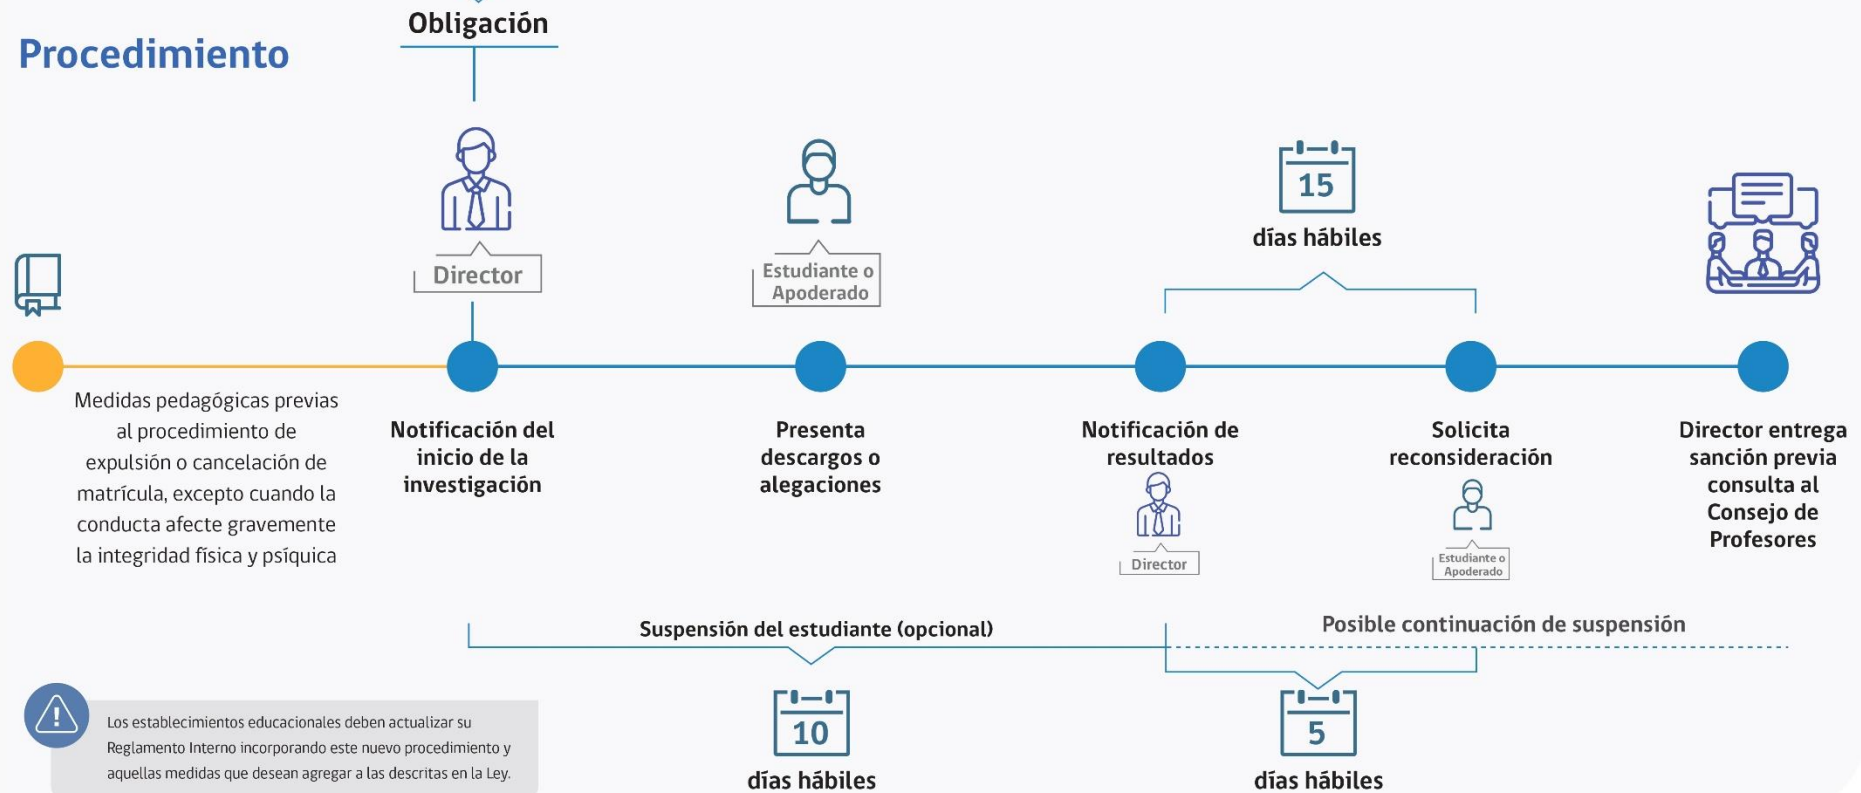 Procedimiento
Obligación
Director
Estudiante o
Apoderado
15
días hábiles
Medidas pedagógicas previas
al procedimiento de
expulsión o cancelación de
matrícula, excepto cuando la
conducta afecte gravemente
la integridad física y psíquica
Notificación del
inicio de la
investigación
Presenta
descargos o
alegaciones
Notificación de
resultados
Director
Solicita
reconsideración
Estudiante o
Apoderado
Director entrega
sanción previa
consulta al
Consejo de
Profesores
Suspensión del estudiante (opcional)
Posible continuación de suspensión
10
días hábiles
5
días hábiles
!
Los establecimientos educacionales deben actualizar su
Reglamento Interno incorporando este nuevo procedimiento y
aquellas medidas que desean agregar a las descritas en la Ley.